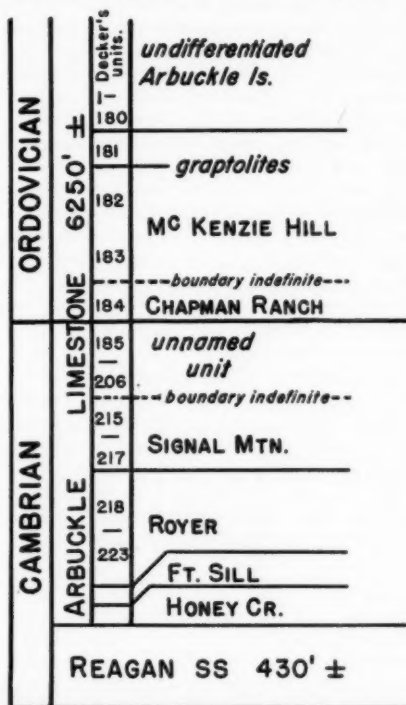 ORDOVICIAN
CAMBRIAN
ARBUCKLE LIMESTONE 6250' ±
Decker's
units.
undifferentiated
Arbuckle ls.
1—
180
181
graptolites
182
Mc KENZIE HILL
183
boundary indefinite
184 CHAPMAN RANCH
185 unnamed
— unit
206
boundary indefinite
215
—
SIGNAL MTN.
217
218
— ROYER
223
FT. SILL
HONEY CR.
REAGAN SS 430' ±